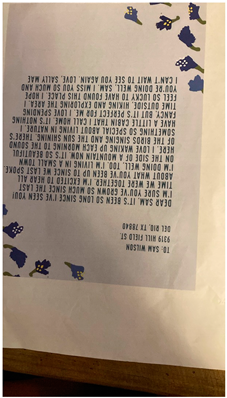 TO: SAM WILSON
9319 HILL FIELD ST.
DEL RIO, TX 78840
DEAR SAM, IT'S BEEN SO LONG SINCE I'VE SEEN YOU!
I'M SURE YOU'VE GROWN SO MUCH SINCE THE LAST
TIME WE WERE TOGETHER. I'M EXCITED TO HEAR ALL
ABOUT WHAT YOU'VE BEEN UP TO SINCE WE LAST SPOKE.
I'M DOING WELL, TOO. I'M LIVING IN A SMALL TOWN
ON THE SIDE OF A MOUNTAIN NOW. IT'S SO BEAUTIFUL
HERE. I LOVE WAKING UP EACH MORNING TO THE SOUND
OF THE BIRDS SINGING AND THE SUN SHINING. THERE'S
SOMETHING SO SPECIAL ABOUT LIVING IN NATURE. I
HAVE A LITTLE CABIN THAT I CALL HOME. IT'S NOTHING
FANCY BUT IT'S PERFECT FOR ME. I LOVE SPENDING
TIME OUTSIDE, HIKING AND EXPLORING THE AREA. I
FEEL SO LUCKY TO HAVE FOUND THIS PLACE. I HOPE
YOU'RE DOING WELL, SAM. I MISS YOU SO MUCH AND
I CAN'T WAIT TO SEE YOU AGAIN. LOVE, SALLY MAE